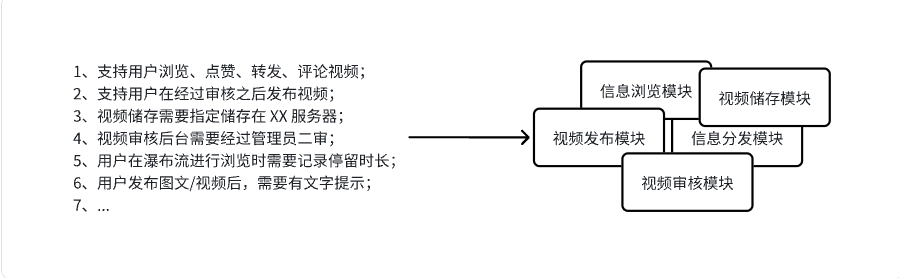 1、支持用户浏览、点赞、转发、评论视频；
2、支持用户在经过审核之后发布视频；
3、视频储存需要指定储存在 XX 服务器；
4、视频审核后台需要经过管理员二审；
5、用户在瀑布流进行浏览时需要记录停留时长；
6、用户发布图文/视频后，需要有文字提示；
7、...
信息浏览模块
视频储存模块
视频发布模块
信息分发模块
视频审核模块